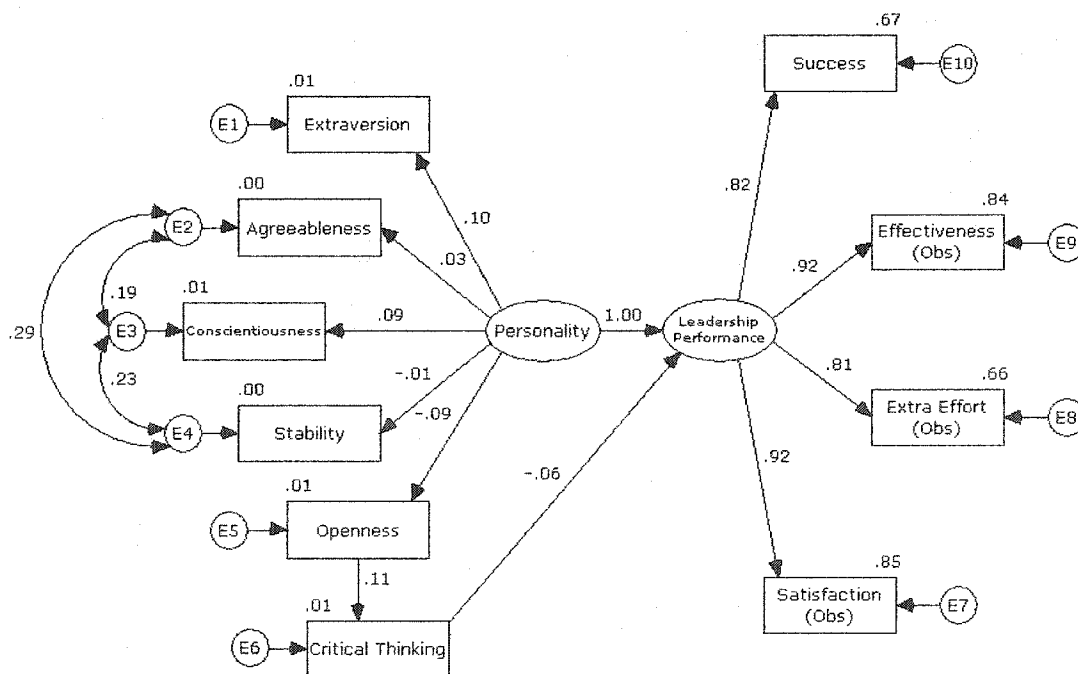 .67
Success
E10
.01
E1
Extraversion
.82
.00
E2
Agreeableness
.10
.84
Effectiveness
(Obs)
E9
.03
.92
.19
.01
E3
Conscientiousness
.09
Personality
1.00
Leadership
Performance
.29
.23
-.01
.81
.66
.00
E4
Stability
-.09
Extra Effort
(Obs)
E8
.92
-.06
.01
E5
Openness
.11
.85
Satisfaction
(Obs)
E7
.01
E6
Critical Thinking